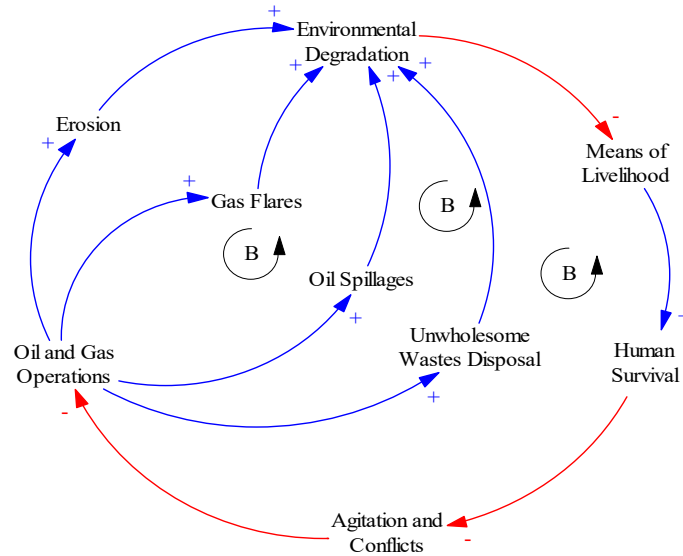 +
Environmental
Degradation
+
+
+
-
Erosion
+
Means of
Livelihood
+
Gas Flares
B
B
B
Oil Spillages
+
Unwholesome
Wastes Disposal
+
Oil and Gas
Operations
+
Human
Survival
-
Agitation and
Conflicts
-